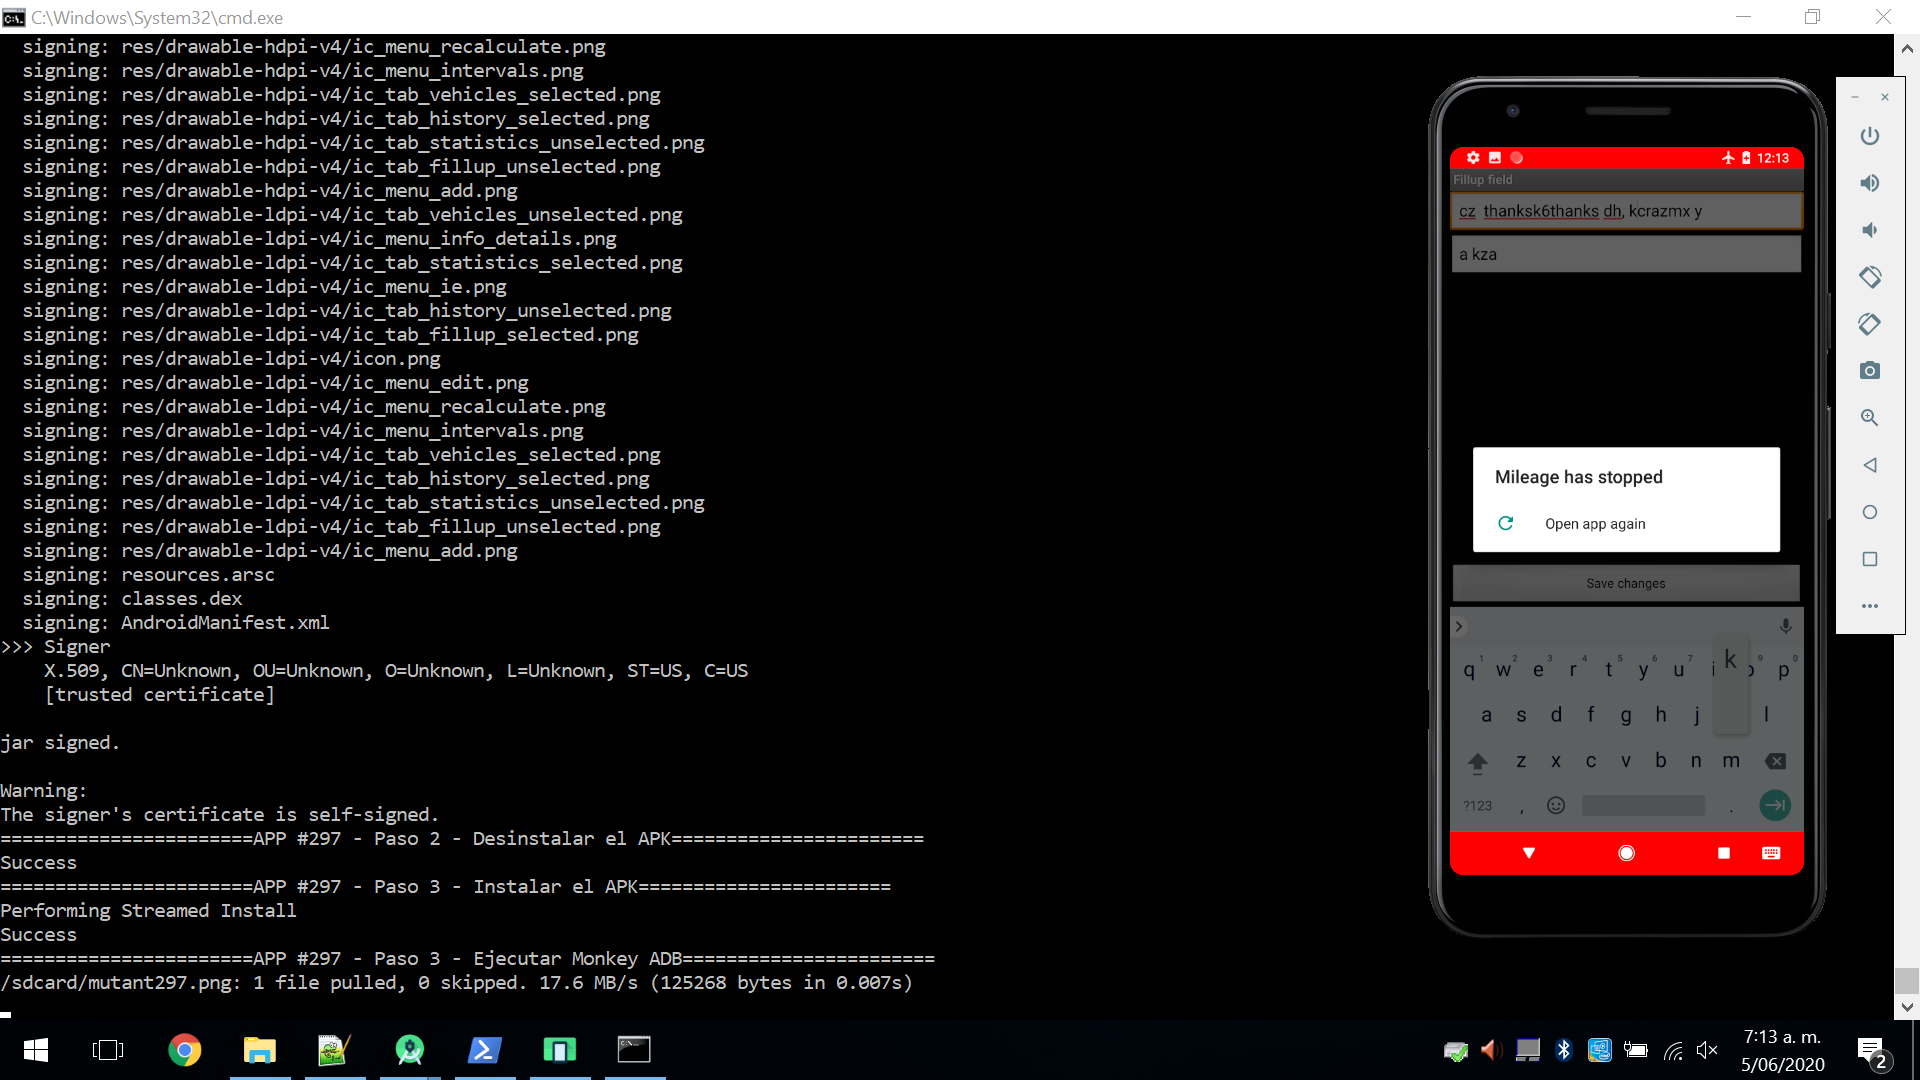 C:\Windows\System32\cmd.exe
signing: res/drawable-hdpi-v4/ic_menu_recalculate.png
signing: res/drawable-hdpi-v4/ic_menu_intervals.png
signing: res/drawable-hdpi-v4/ic_tab_vehicles_selected.png
signing: res/drawable-hdpi-v4/ic_tab_history_selected.png
signing: res/drawable-hdpi-v4/ic_tab_statistics_unselected.png
signing: res/drawable-hdpi-v4/ic_tab_fillup_unselected.png
signing: res/drawable-hdpi-v4/ic_menu_add.png
signing: res/drawable-ldpi-v4/ic_tab_vehicles_unselected.png
signing: res/drawable-ldpi-v4/ic_menu_info_details.png
signing: res/drawable-ldpi-v4/ic_tab_statistics_selected.png
signing: res/drawable-ldpi-v4/ic_menu_ie.png
signing: res/drawable-ldpi-v4/ic_tab_history_unselected.png
signing: res/drawable-ldpi-v4/ic_tab_fillup_selected.png
signing: res/drawable-ldpi-v4/icon.png
signing: res/drawable-ldpi-v4/ic_menu_edit.png
signing: res/drawable-ldpi-v4/ic_menu_recalculate.png
signing: res/drawable-ldpi-v4/ic_menu_intervals.png
signing: res/drawable-ldpi-v4/ic_tab_vehicles_selected.png
signing: res/drawable-ldpi-v4/ic_tab_history_selected.png
signing: res/drawable-ldpi-v4/ic_tab_statistics_unselected.png
signing: res/drawable-ldpi-v4/ic_tab_fillup_unselected.png
signing: res/drawable-ldpi-v4/ic_menu_add.png
signing: resources.arsc
signing: classes.dex
signing: AndroidManifest.xml
>>> Signer
X.509, CN=Unknown, OU=Unknown, O=Unknown, L=Unknown, ST=US, C=US
[trusted certificate]
jar signed.
Warning:
The signer's certificate is self-signed.
=======================APP #297 - Paso 2 - Desinstalar el APK=======================
Success
=======================APP #297 - Paso 3 - Instalar el APK=======================
Performing Streamed Install
Success
=======================APP #297 - Paso 3 - Ejecutar Monkey ADB=======================
/sdcard/mutant297.png: 1 file pulled, 0 skipped. 17.6 MB/s (125268 bytes in 0.007s)
12:13
Fillup field
cz thanksk6thanks dh, kcrazmx y
a kza
Mileage has stopped
Open app again
Save changes
q1 w2 e3 r4 t5 y6 u7 i k 9 p0
a s d f g h j l
z x c v b n m
?123 , .
7:13 a. m.
5/06/2020
2